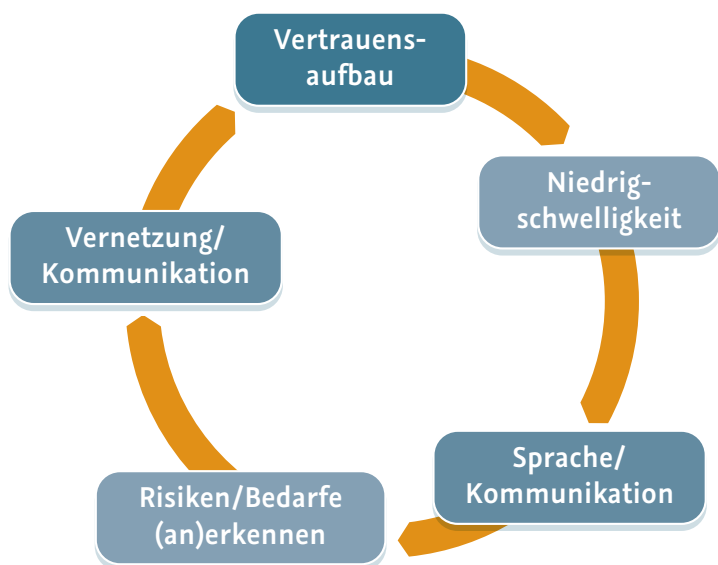 Vertrauens-
aufbau
Niedrig-
schwelligkeit
Sprache/
Kommunikation
Risiken/Bedarfe
(an)erkennen
Vernetzung/
Kommunikation